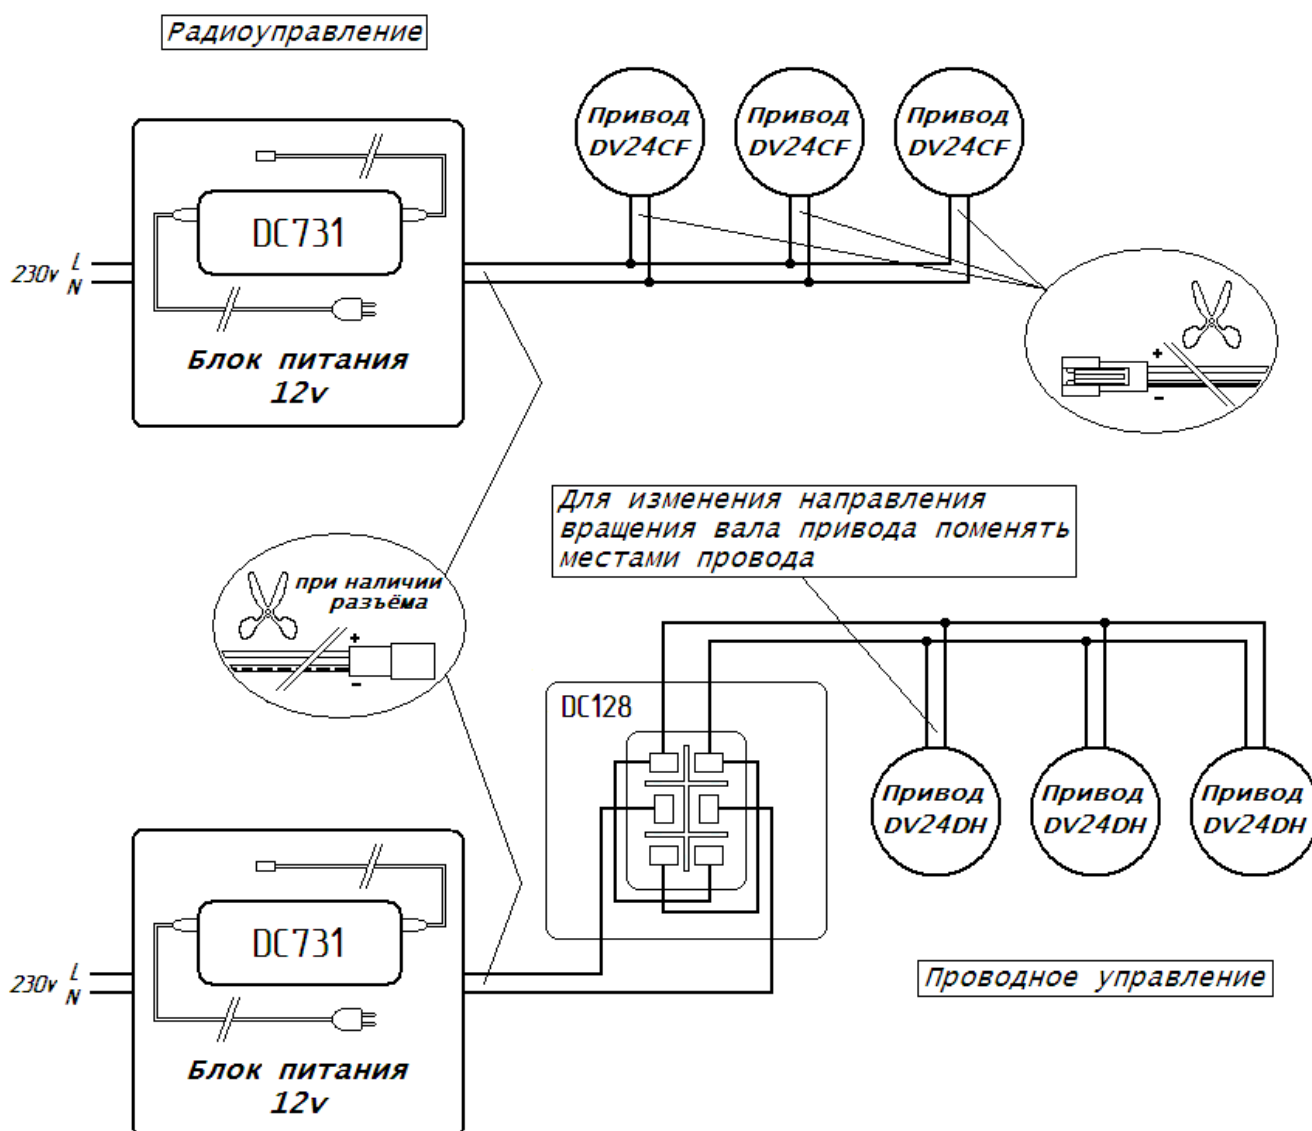 Радиоуправление
Привод
DV24CF
Привод
DV24CF
Привод
DV24CF
DC731
230v L
N
Блок питания
12v
+
-
Для изменения направления
вращения вала привода поменять
местами провода
при наличии
разъёма
+
-
DC128
Привод
DV24DH
Привод
DV24DH
Привод
DV24DH
DC731
230v L
N
Проводное управление
Блок питания
12v